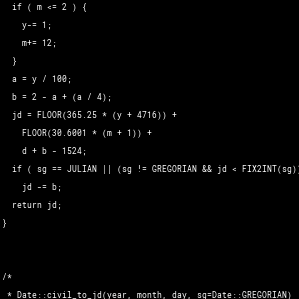 if ( m <= 2 ) {
y-= 1;
m+= 12;
}
a = y / 100;
b = 2 - a + (a / 4);
jd = FLOOR(365.25 * (y + 4716)) +
FLOOR(30.6001 * (m + 1)) +
d + b - 1524;
if ( sg == JULIAN || (sg != GREGORIAN && jd < FIX2INT(sg)
jd -= b;
return jd;
}
/*
* Date::civil_to_jd(year, month, day, sg=Date::GREGORIAN)